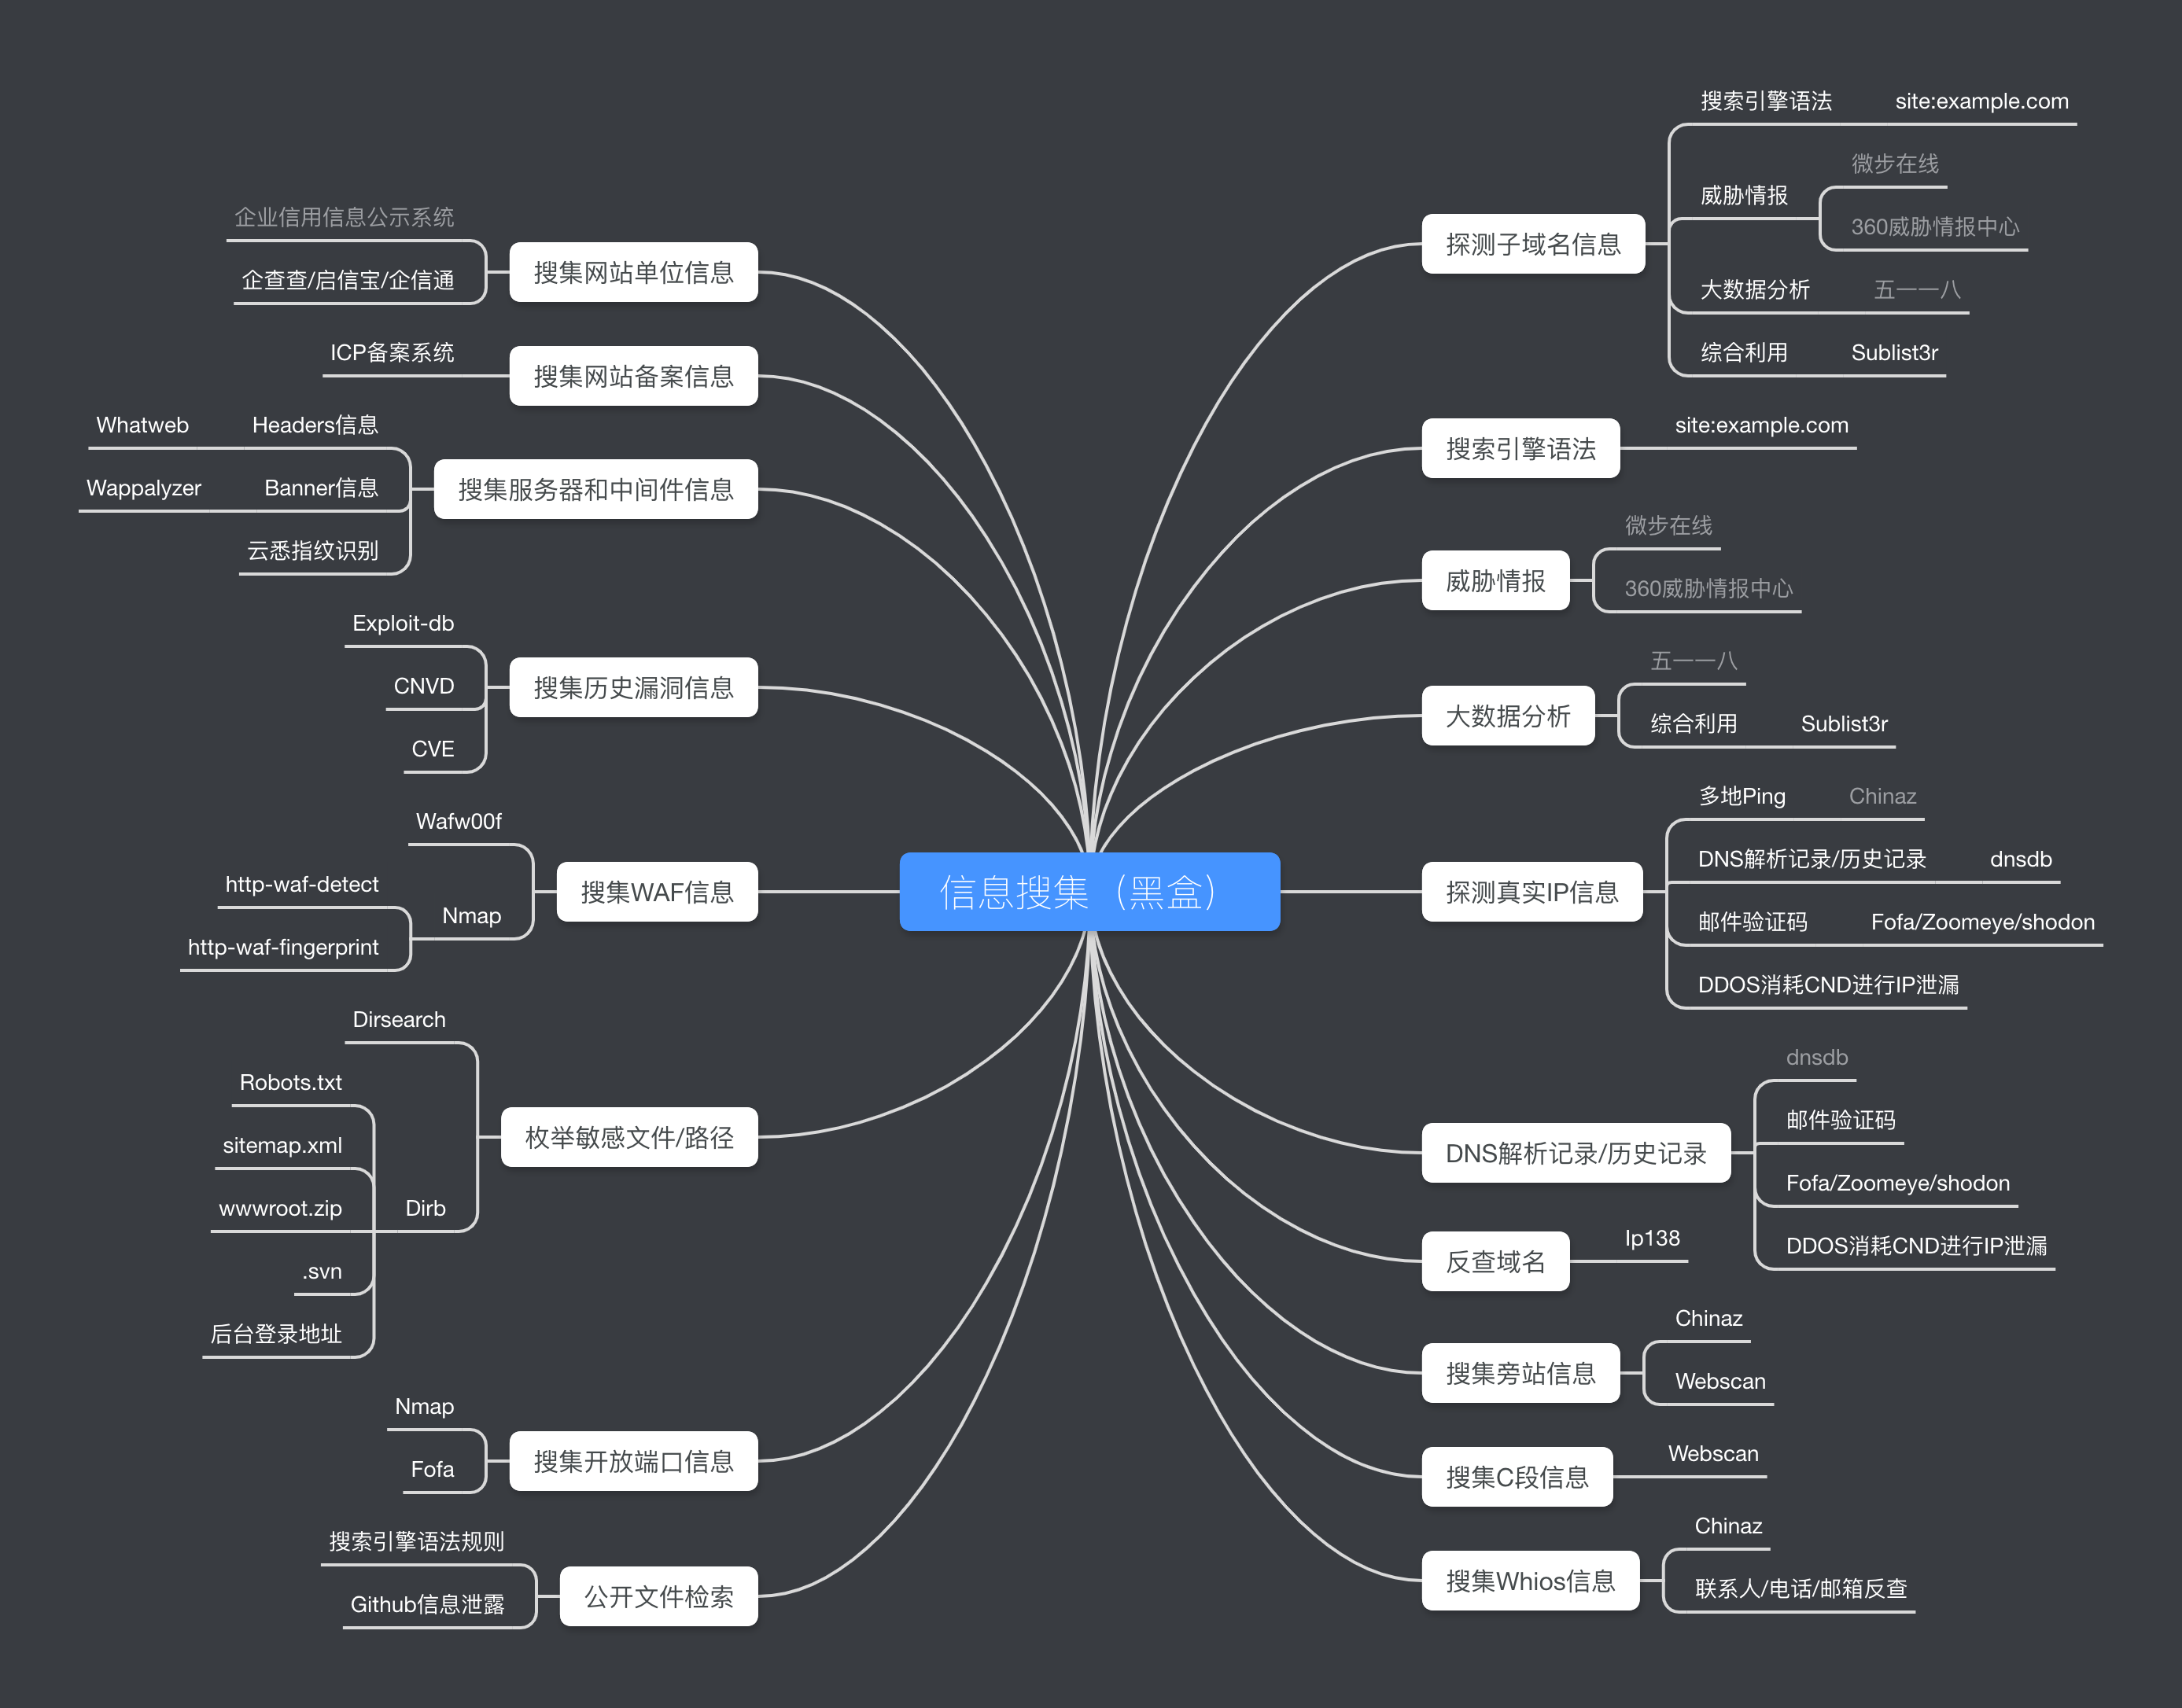 信息搜集（黑盒）
探测子域名信息
搜索引擎语法
site:example.com
威胁情报
微步在线
360威胁情报中心
大数据分析
五一一八
综合利用
Sublist3r
搜索引擎语法
site:example.com
威胁情报
微步在线
360威胁情报中心
大数据分析
五一一八
综合利用
Sublist3r
探测真实IP信息
多地Ping
Chinaz
DNS解析记录/历史记录
dnsdb
邮件验证码
Fofa/Zoomeye/shodon
DDOS消耗CND进行IP泄漏
DNS解析记录/历史记录
dnsdb
邮件验证码
Fofa/Zoomeye/shodon
DDOS消耗CND进行IP泄漏
反查域名
Ip138
搜集旁站信息
Chinaz
Webscan
搜集C段信息
Webscan
搜集Whios信息
Chinaz
联系人/电话/邮箱反查
搜集网站单位信息
企业信用信息公示系统
企查查/启信宝/企信通
搜集网站备案信息
ICP备案系统
搜集服务器和中间件信息
Headers信息
Whatweb
Banner信息
Wappalyzer
云悉指纹识别
搜集历史漏洞信息
Exploit-db
CNVD
CVE
搜集WAF信息
Wafw00f
Nmap
http-waf-detect
http-waf-fingerprint
枚举敏感文件/路径
Dirsearch
Dirb
Robots.txt
sitemap.xml
wwwroot.zip
.svn
后台登录地址
搜集开放端口信息
Nmap
Fofa
公开文件检索
搜索引擎语法规则
Github信息泄露